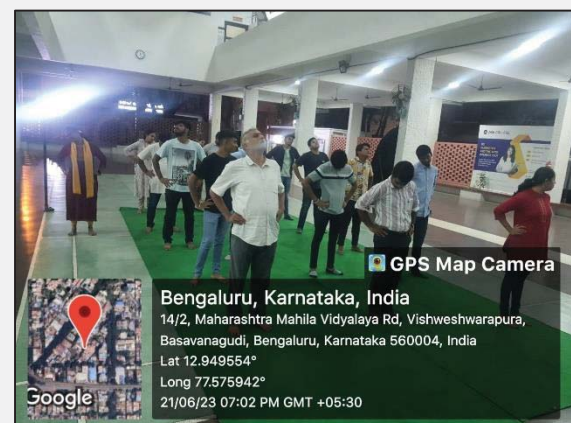 GPS Map Camera
Bengaluru, Karnataka, India
14/2, Maharashtra Mahila Vidyalaya Rd, Vishweshwarapura,
Basavanagudi, Bengaluru, Karnataka 560004, India
Lat 12.949554°
Long 77.575942°
21/06/23 07:02 PM GMT +05:30
Google